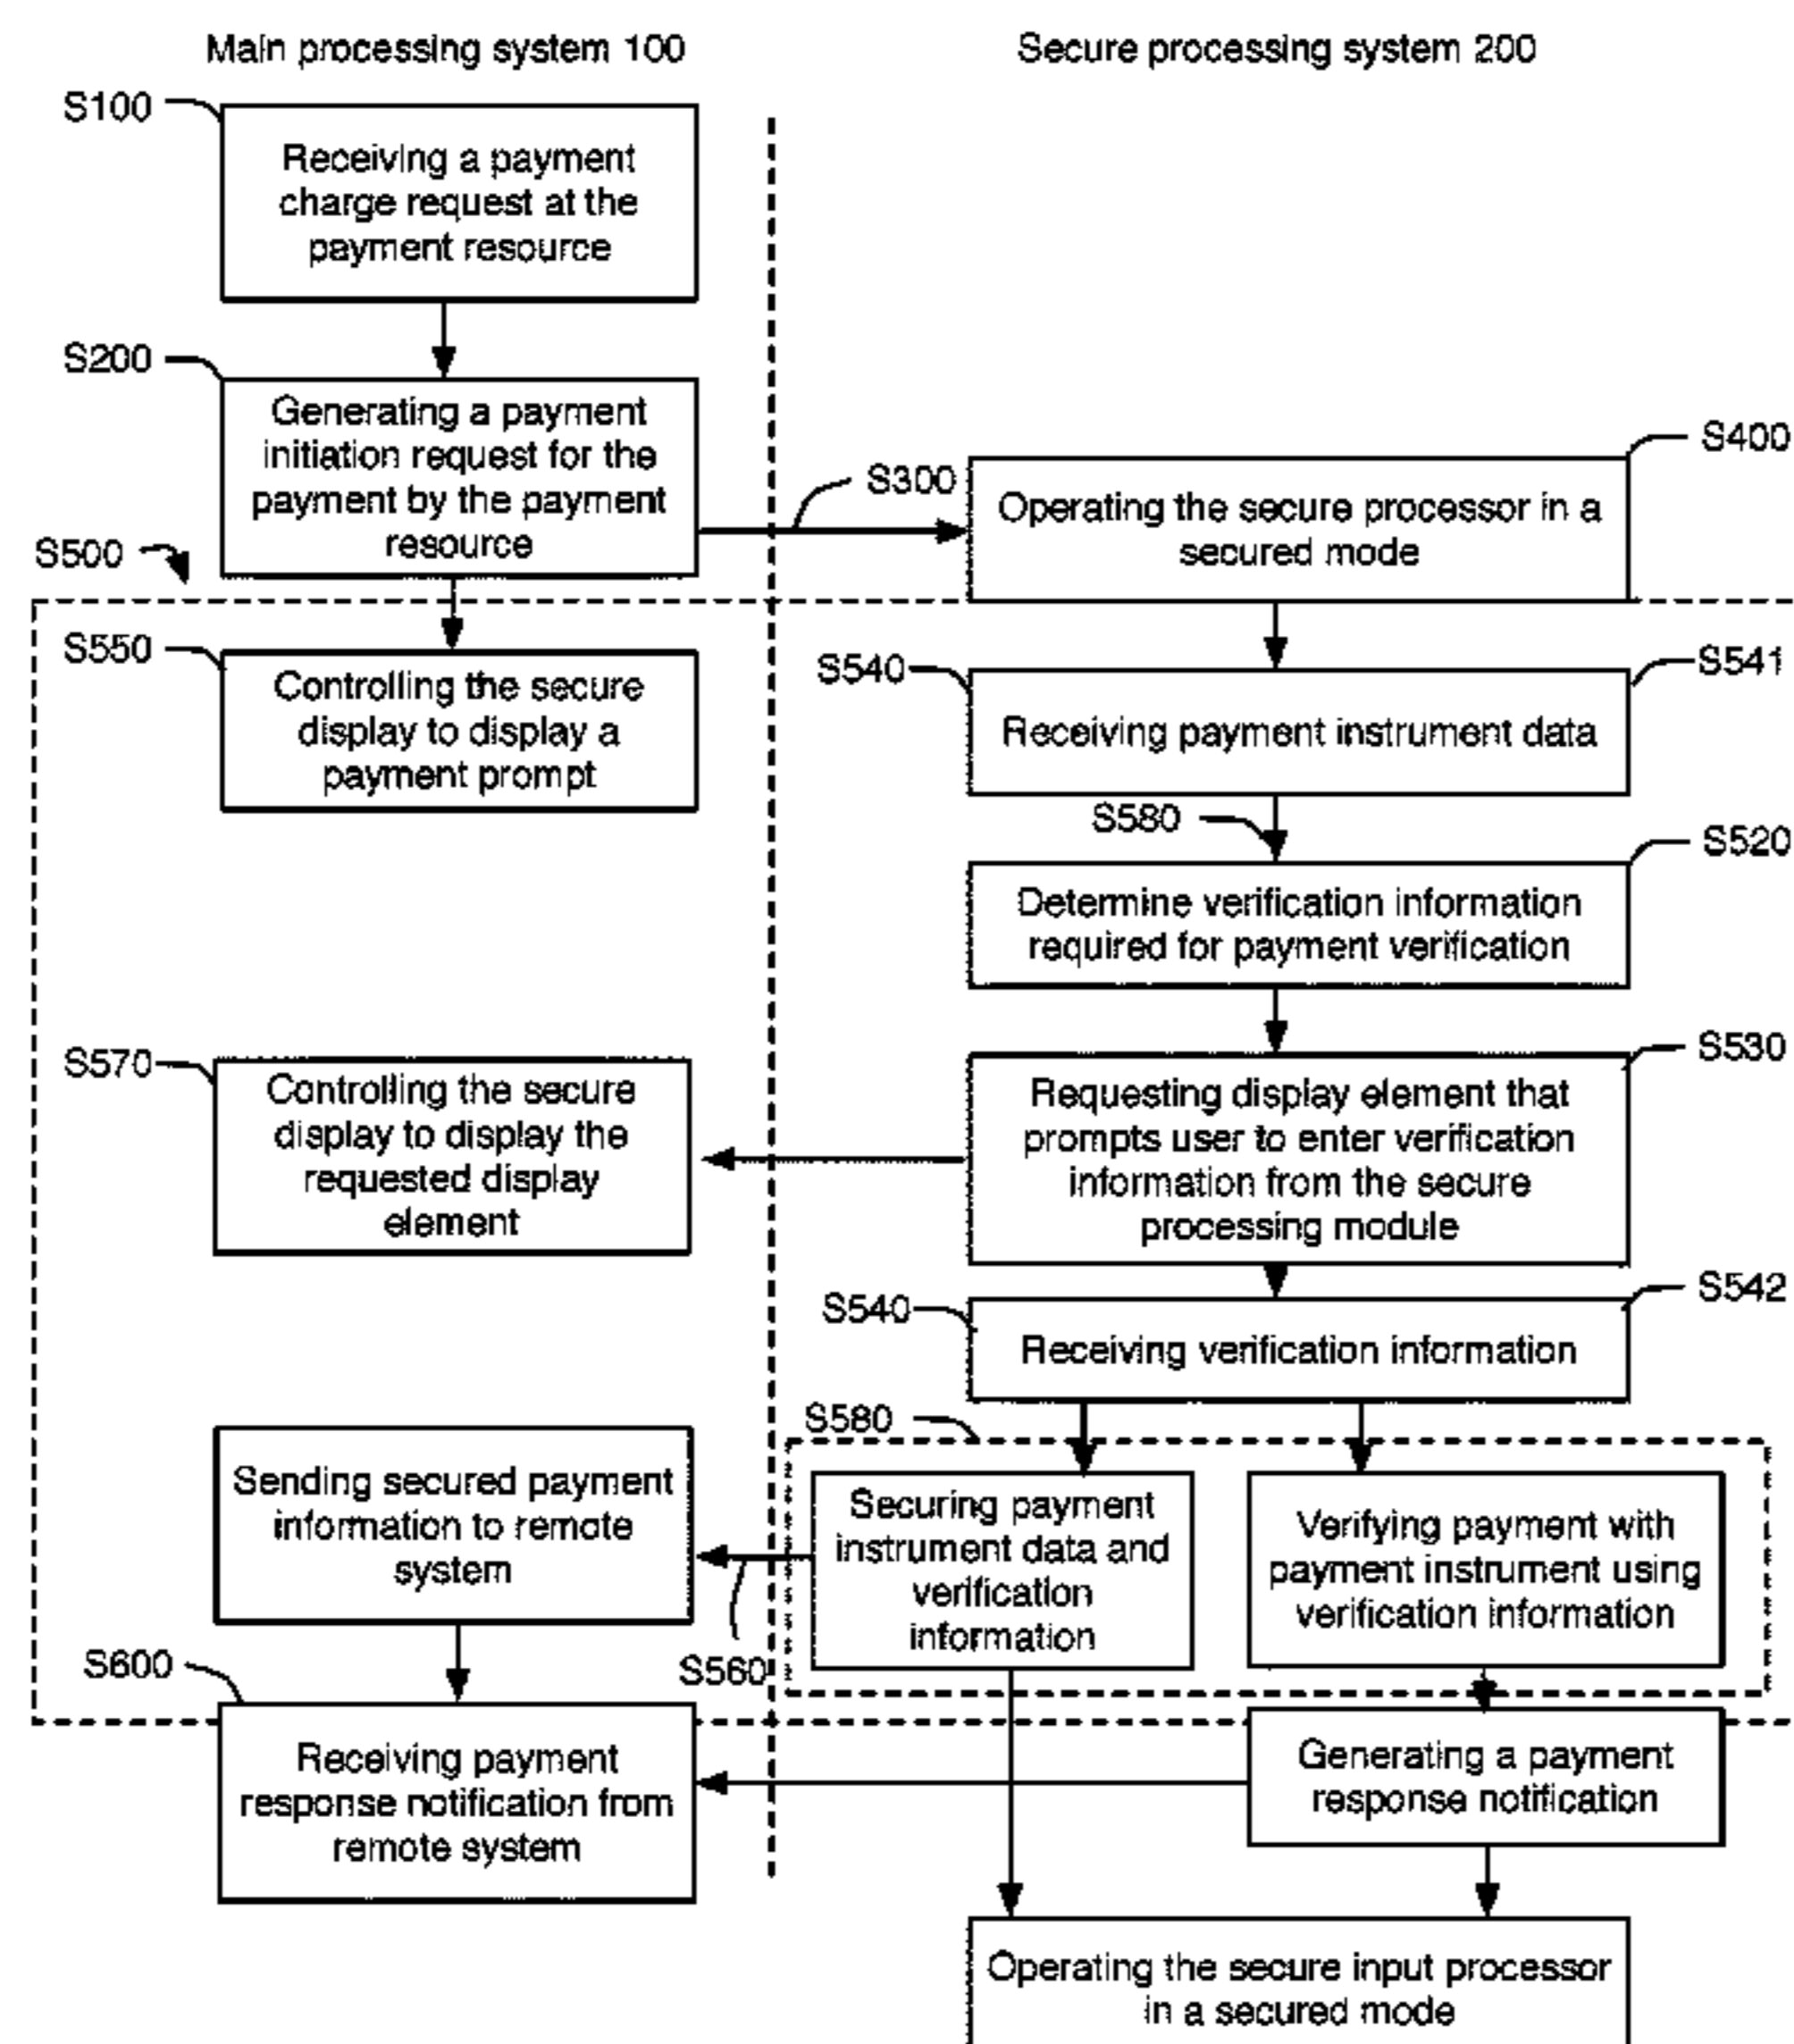 Main processing system 100
Secure processing system 200
S100
Receiving a payment
charge request at the
payment resource
S200
Generating a payment
initiation request for the
payment by the payment
resource
S300
S400
Operating the secure processor in a
secured mode
S500
S550
Controlling the secure
display to display a
payment prompt
S540
S541
Receiving payment instrument data
S580
S520
Determine verification information
required for payment verification
S530
Requesting display element that
prompts user to enter verification
information from the secure
processing module
S570
Controlling the secure
display to display the
requested display
element
S540
S542
Receiving verification information
S580
Sending secured payment
information to remote
system
Securing payment
instrument data and
verification
information
Verifying payment with
payment instrument using
verification information
S560
S600
Receiving payment
response notification from
remote system
Generating a payment
response notification
Operating the secure input processor
in a secured mode